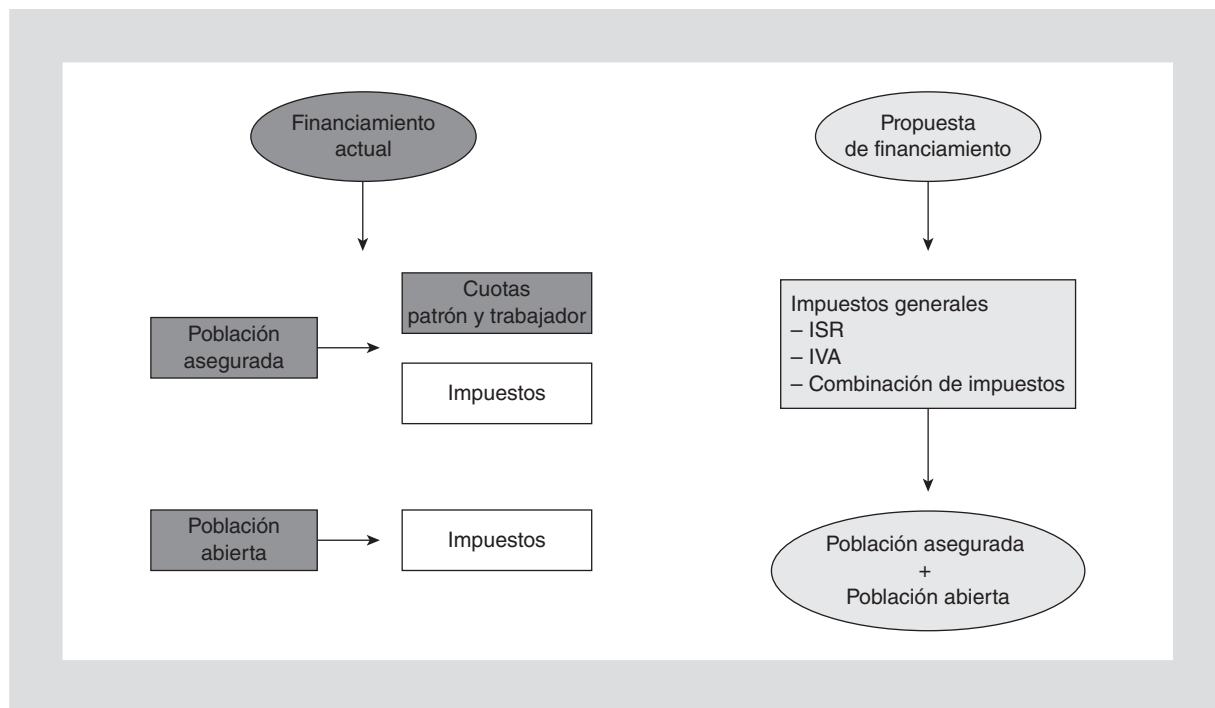 Financiamiento
actual
Cuotas
patrón y trabajador
Población
asegurada
Impuestos
Población
abierta
Impuestos
Propuesta
de financiamiento
Impuestos generales
– ISR
– IVA
– Combinación de impuestos
Población asegurada
+
Población abierta